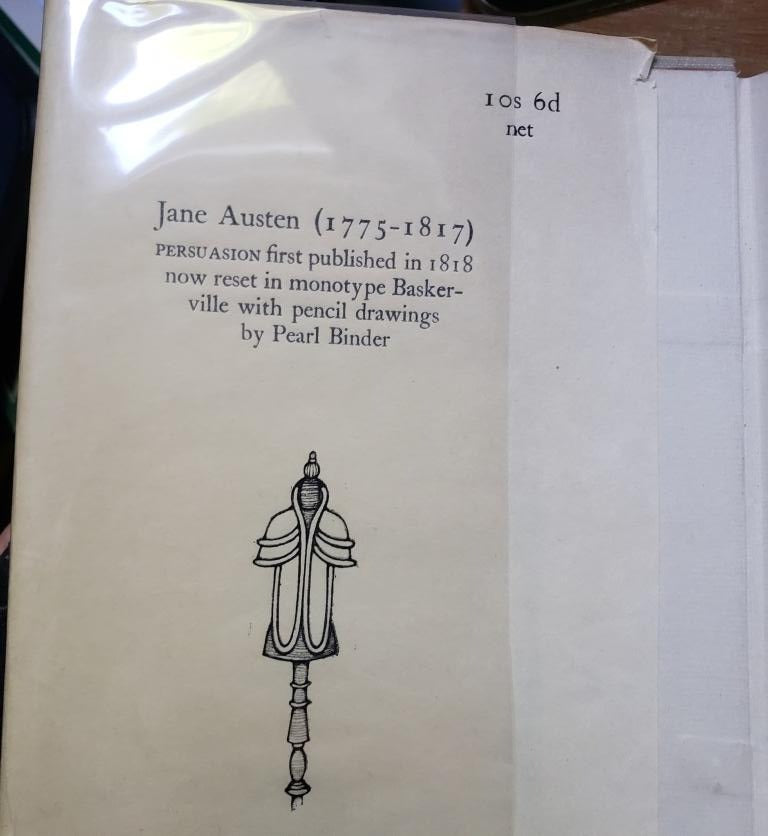 10s 6d
net
Jane Austen (1775-1817)
PERSUASION first published in 1818
now reset in monotype Basker-
ville with pencil drawings
by Pearl Binder